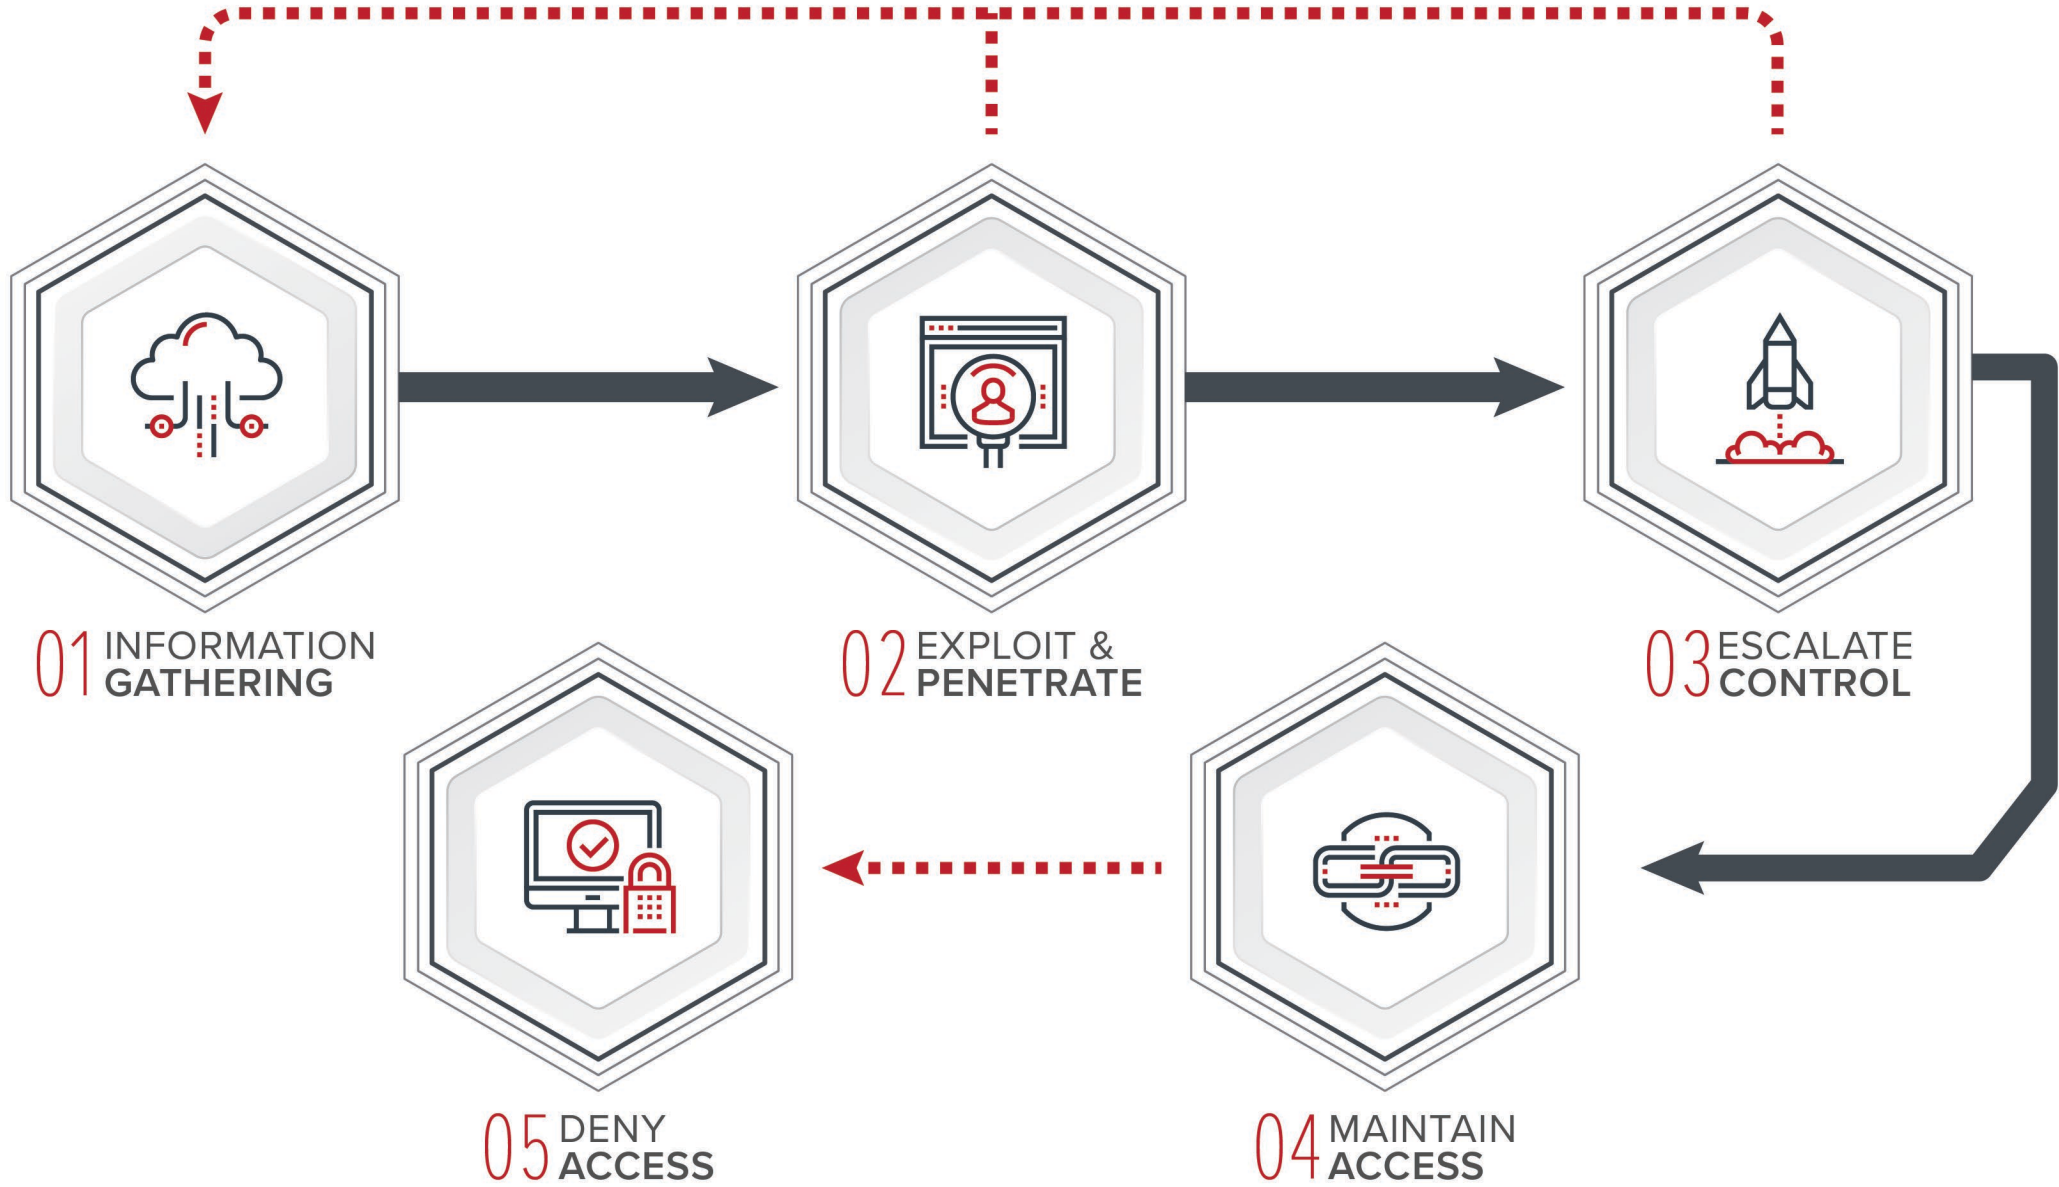 01 INFORMATION
GATHERING
02 EXPLOIT &
PENETRATE
03 ESCALATE
CONTROL
05 DENY
ACCESS
04 MAINTAIN
ACCESS